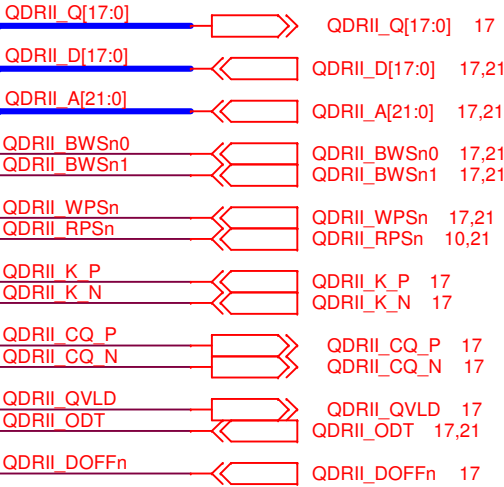 QDRII_Q[17:0] QDRII_Q[17:0] 17
QDRII_D[17:0] QDRII_D[17:0] 17,21
QDRII_A[21:0] QDRII_A[21:0] 17,21
QDRII_BWSn0 QDRII_BWSn0 17,21
QDRII_BWSn1 QDRII_BWSn1 17,21
QDRII_WPSn QDRII_WPSn 17,21
QDRII_RPSn QDRII_RPSn 10,21
QDRII_K_P QDRII_K_P 17
QDRII_K_N QDRII_K_N 17
QDRII_CQ_P QDRII_CQ_P 17
QDRII_CQ_N QDRII_CQ_N 17
QDRII_QVLD QDRII_QVLD 17
QDRII_ODT QDRII_ODT 17,21
QDRII_DOFFn QDRII_DOFFn 17